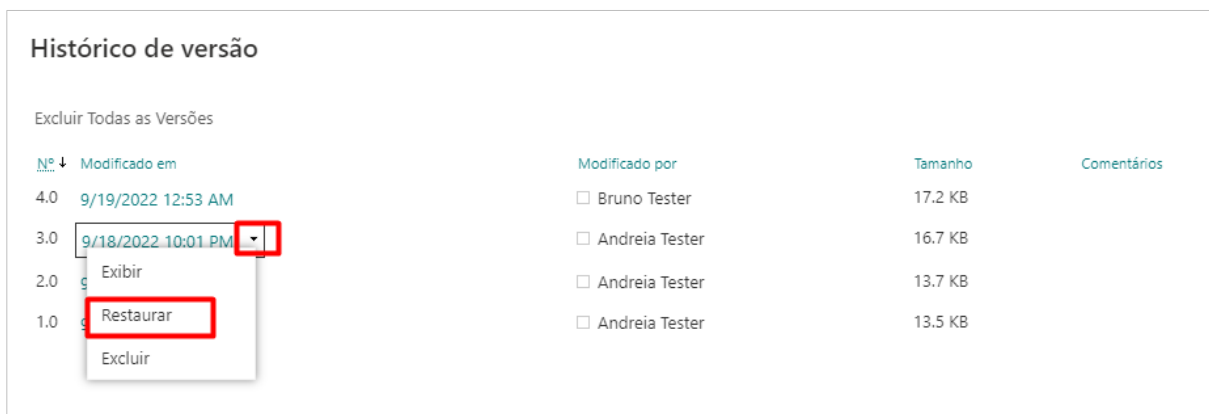 Histórico de versão
Excluir Todas as Versões
Nº↓ Modificado em Modificado por Tamanho Comentários
4.0 9/19/2022 12:53 AM Bruno Tester 17.2 KB
3.0 9/18/2022 10:01 PM Andreia Tester 16.7 KB
Exibir
2.0 Andreia Tester 13.7 KB
Restaurar
1.0 Andreia Tester 13.5 KB
Excluir